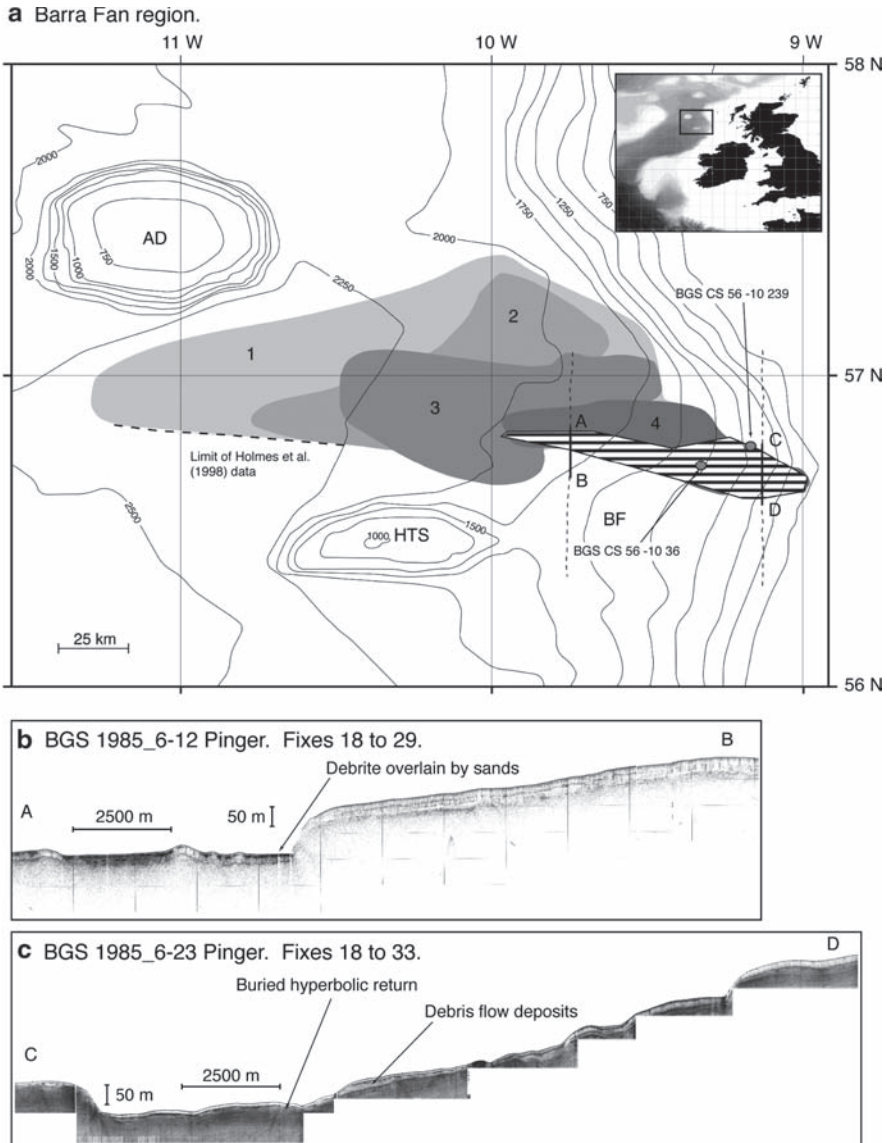 a Barra Fan region.
11 W
10 W
9 W
58 N
2000
2000
1500
1000
750
AD
2000
2250
1750
1250
750
BGS CS 56 -10 239
2
1
57 N
3
4
A
C
Limit of Holmes et al.
(1998) data
B
D
2500
BF
1500
1000
HTS
BGS CS 56 -10 36
25 km
56 N
b BGS 1985_6-12 Pinger. Fixes 18 to 29.
B
Debrite overlain by sands
A
2500 m
50 m
c BGS 1985_6-23 Pinger. Fixes 18 to 33.
D
Buried hyperbolic return
Debris flow deposits
C
2500 m
50 m